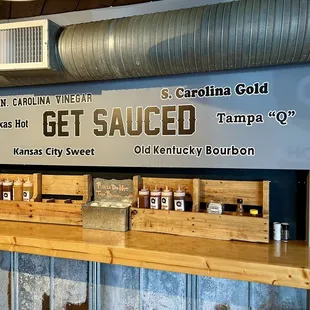 N. CAROLINA VINEGAR
S. Carolina Gold
xas Hot
GET SAUCED
Tampa "Q"
Kansas City Sweet
Old Kentucky Bourbon